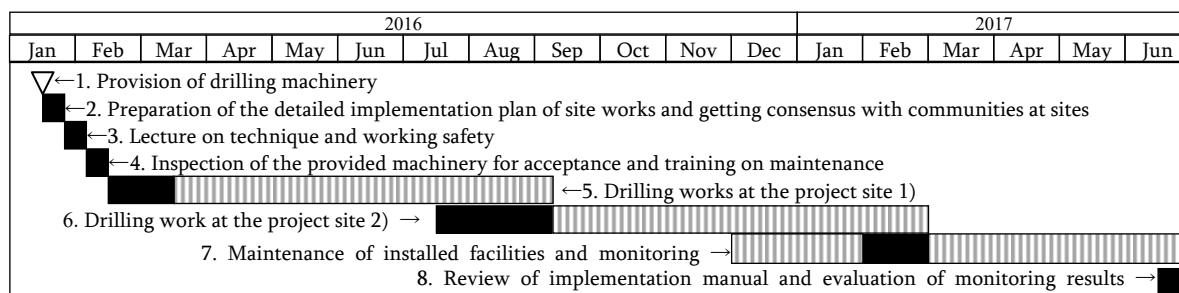 2016 2017
Jan Feb Mar Apr May Jun Jul Aug Sep Oct Nov Dec Jan Feb Mar Apr May Jun
←1. Provision of drilling machinery
←2. Preparation of the detailed implementation plan of site works and getting consensus with communities at sites
←3. Lecture on technique and working safety
←4. Inspection of the provided machinery for acceptance and training on maintenance
←5. Drilling works at the project site 1)
6. Drilling work at the project site 2) →
7. Maintenance of installed facilities and monitoring →
8. Review of implementation manual and evaluation of monitoring results →